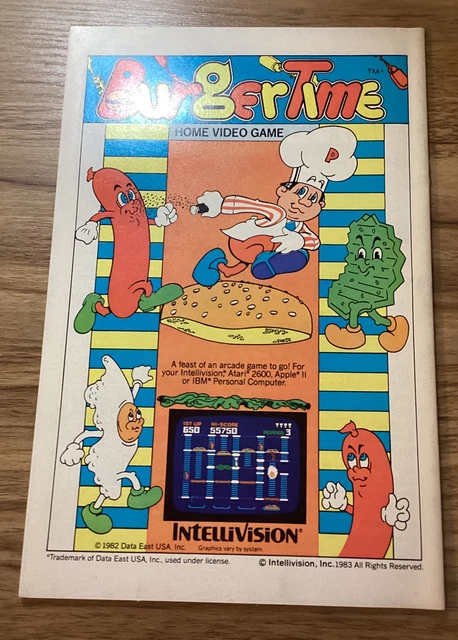 BurgerTime TM*
HOME VIDEO GAME
P
A feast of an arcade game to go! For
your Intellivision,® Atari® 2600, Apple® II
or IBM® Personal Computer.
1ST UP HI-SCORE
650 55750 PEPPER 3
INTELLIVISION®
© 1982 Data East USA, Inc. Graphics vary by system.
*Trademark of Data East USA, Inc., used under license. © Intellivision, Inc. 1983 All Rights Reserved.